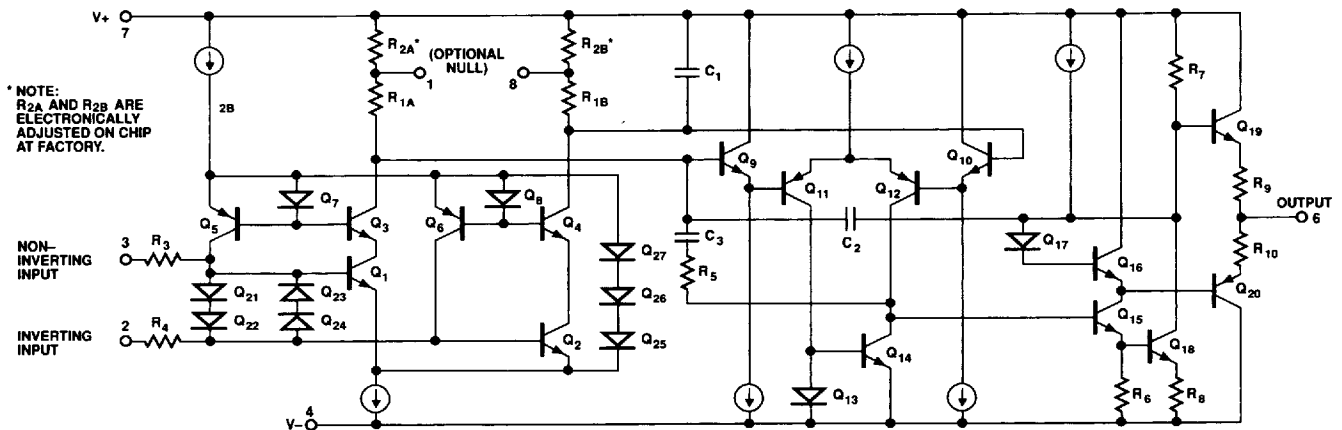 V+
7
R2A*
(OPTIONAL
NULL)
1
8
R2B*
R1A
R1B
C1
R7
* NOTE:
R2A AND R2B ARE
ELECTRONICALLY
ADJUSTED ON CHIP
AT FACTORY.
2B
Q5
Q7
Q3
Q6
Q8
Q4
Q9
Q11
Q12
Q10
Q19
R9
OUTPUT
6
R10
NON–
INVERTING
INPUT
3
R3
Q1
Q21
Q23
Q22
Q24
Q27
Q26
Q25
C3
C2
R5
Q17
Q16
Q20
Q15
INVERTING
INPUT
2
R4
Q2
Q14
Q18
Q13
R6
R8
V–
4